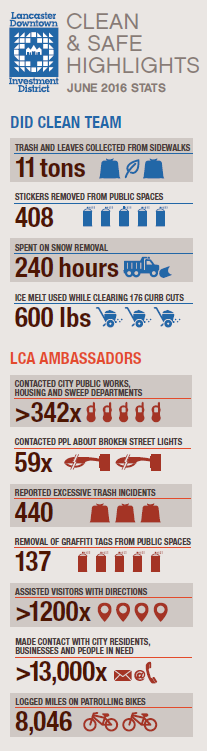 Lancaster
Downtown
Investment
District
CLEAN
& SAFE
HIGHLIGHTS
JUNE 2016 STATS
DID CLEAN TEAM
TRASH AND LEAVES COLLECTED FROM SIDEWALKS
11 tons
STICKERS REMOVED FROM PUBLIC SPACES
408
SPENT ON SNOW REMOVAL
240 hours
ICE MELT USED WHILE CLEARING 176 CURB CUTS
600 lbs
LCA AMBASSADORS
CONTACTED CITY PUBLIC WORKS,
HOUSING AND SWEEP DEPARTMENTS
>342x
CONTACTED PPL ABOUT BROKEN STREET LIGHTS
59x
REPORTED EXCESSIVE TRASH INCIDENTS
440
REMOVAL OF GRAFFITI TAGS FROM PUBLIC SPACES
137
ASSISTED VISITORS WITH DIRECTIONS
>1200x
MADE CONTACT WITH CITY RESIDENTS,
BUSINESSES AND PEOPLE IN NEED
>13,000x @
LOGGED MILES ON PATROLLING BIKES
8,046